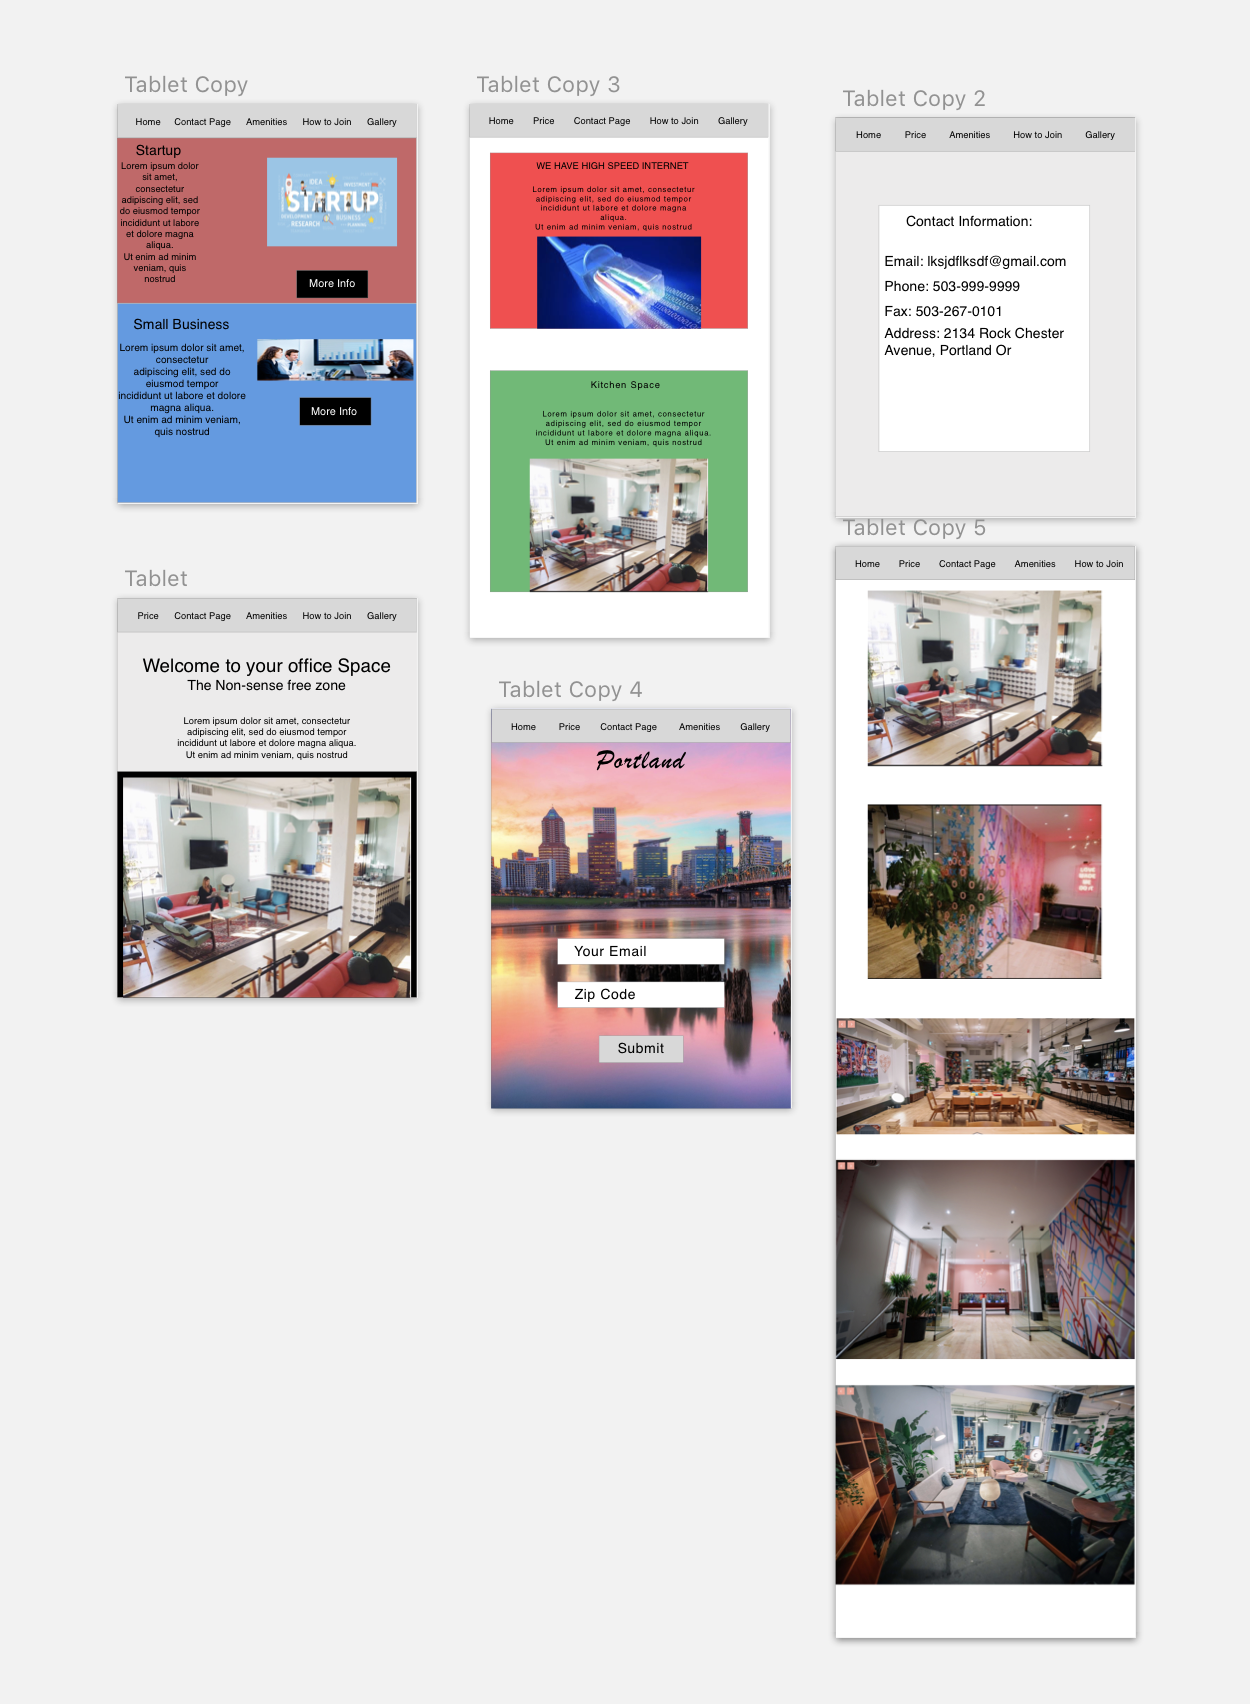 Tablet Copy
Home Contact Page Amenities How to Join Gallery
Startup
Lorem ipsum dolor
sit amet,
consectetur
adipiscing elit, sed
do eiusmod tempor
incididunt ut labore
et dolore magna
aliqua.
Ut enim ad minim
veniam, quis
nostrud
IDEA
INVESTMENT
STARTUP
DEVELOPMENT
BUSINESS
RESEARCH
PLANNING
More Info
Small Business
Lorem ipsum dolor sit amet,
consectetur
adipiscing elit, sed do
eiusmod tempor
incididunt ut labore et dolore
magna aliqua.
Ut enim ad minim veniam,
quis nostrud
More Info
Tablet
Price Contact Page Amenities How to Join Gallery
Welcome to your office Space
The Non-sense free zone
Lorem ipsum dolor sit amet, consectetur
adipiscing elit, sed do eiusmod tempor
incididunt ut labore et dolore magna aliqua.
Ut enim ad minim veniam, quis nostrud
Tablet Copy 3
Home Price Contact Page How to Join Gallery
WE HAVE HIGH SPEED INTERNET
Lorem ipsum dolor sit amet, consectetur
adipiscing elit, sed do eiusmod tempor
incididunt ut labore et dolore magna
aliqua.
Ut enim ad minim veniam, quis nostrud
Kitchen Space
Lorem ipsum dolor sit amet, consectetur
adipiscing elit, sed do eiusmod tempor
incididunt ut labore et dolore magna aliqua.
Ut enim ad minim veniam, quis nostrud
Tablet Copy 4
Home Price Contact Page Amenities Gallery
Portland
Your Email
Zip Code
Submit
Tablet Copy 2
Home Price Amenities How to Join Gallery
Contact Information:
Email: lksjdflksdf@gmail.com
Phone: 503-999-9999
Fax: 503-267-0101
Address: 2134 Rock Chester
Avenue, Portland Or
Tablet Copy 5
Home Price Contact Page Amenities How to Join